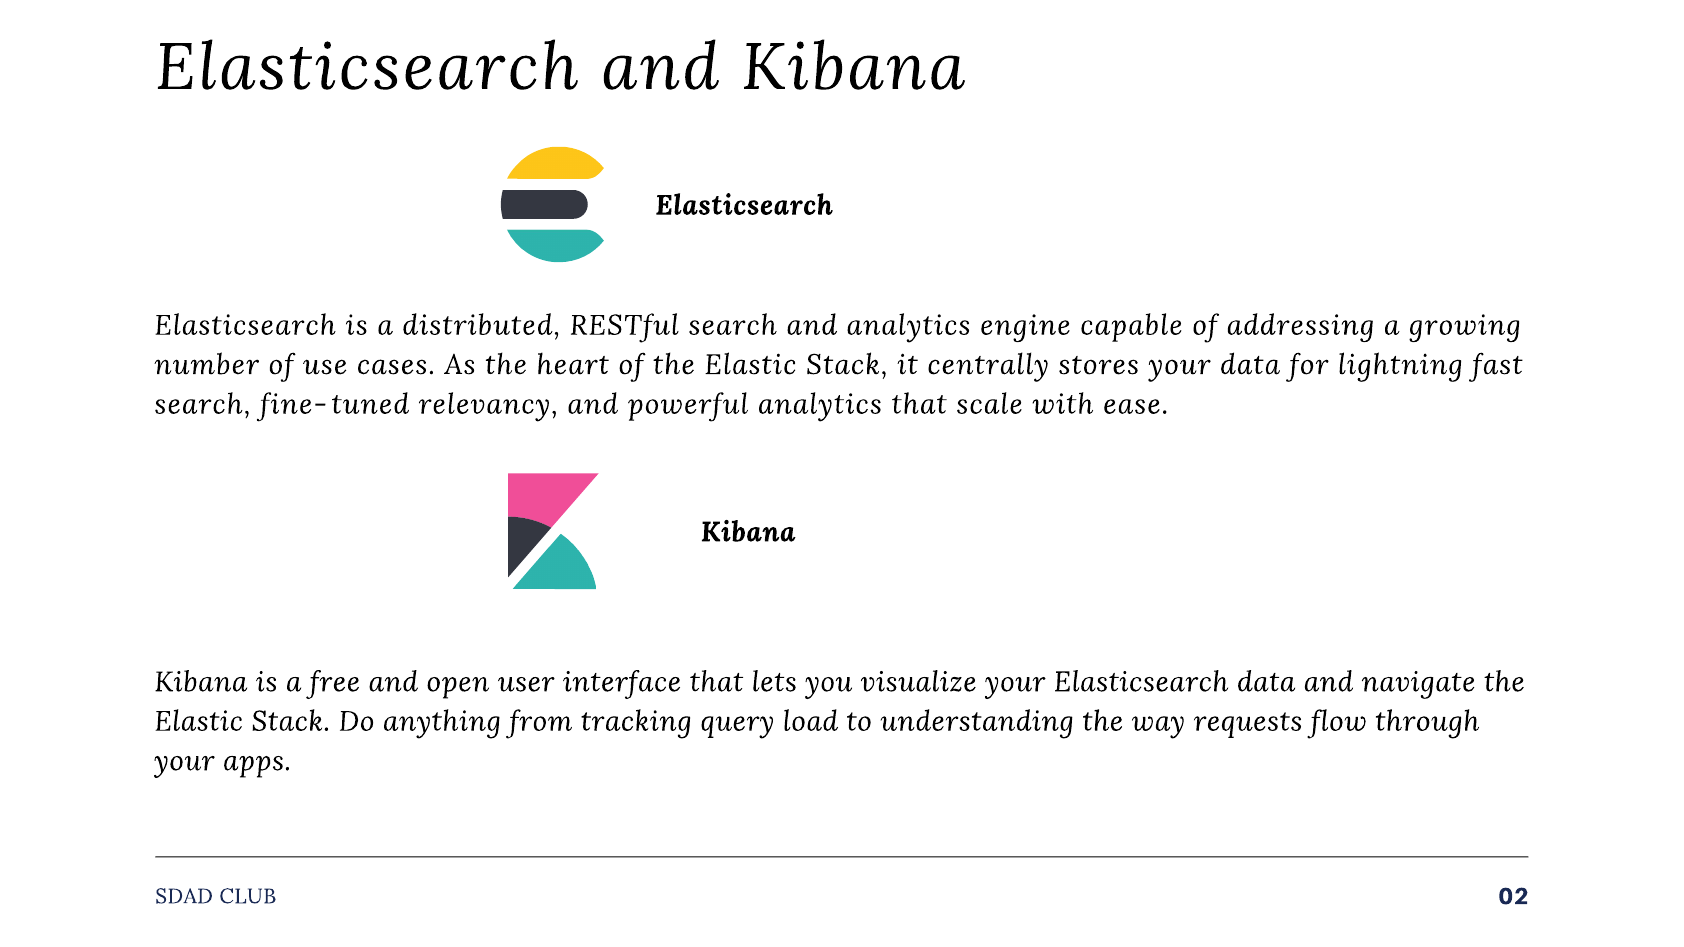 Elasticsearch and Kibana
Elasticsearch
Elasticsearch is a distributed, RESTful search and analytics engine capable of addressing a growing
number of use cases. As the heart of the Elastic Stack, it centrally stores your data for lightning fast
search, fine-tuned relevancy, and powerful analytics that scale with ease.
Kibana
Kibana is a free and open user interface that lets you visualize your Elasticsearch data and navigate the
Elastic Stack. Do anything from tracking query load to understanding the way requests flow through
your apps.
SDAD CLUB
02